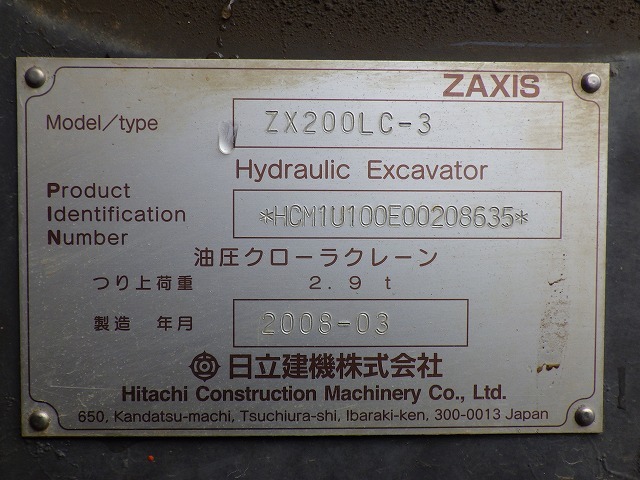 ZAXIS
Model/type ZX200LC-3
Hydraulic Excavator
Product
Identification
Number
*HCM1U100E00208635*
油圧クローラクレーン
つり上荷重 2.9 t
製造 年月 2008-03
日立建機株式会社
Hitachi Construction Machinery Co., Ltd.
650, Kandatsu-machi, Tsuchiura-shi, Ibaraki-ken, 300-0013 Japan